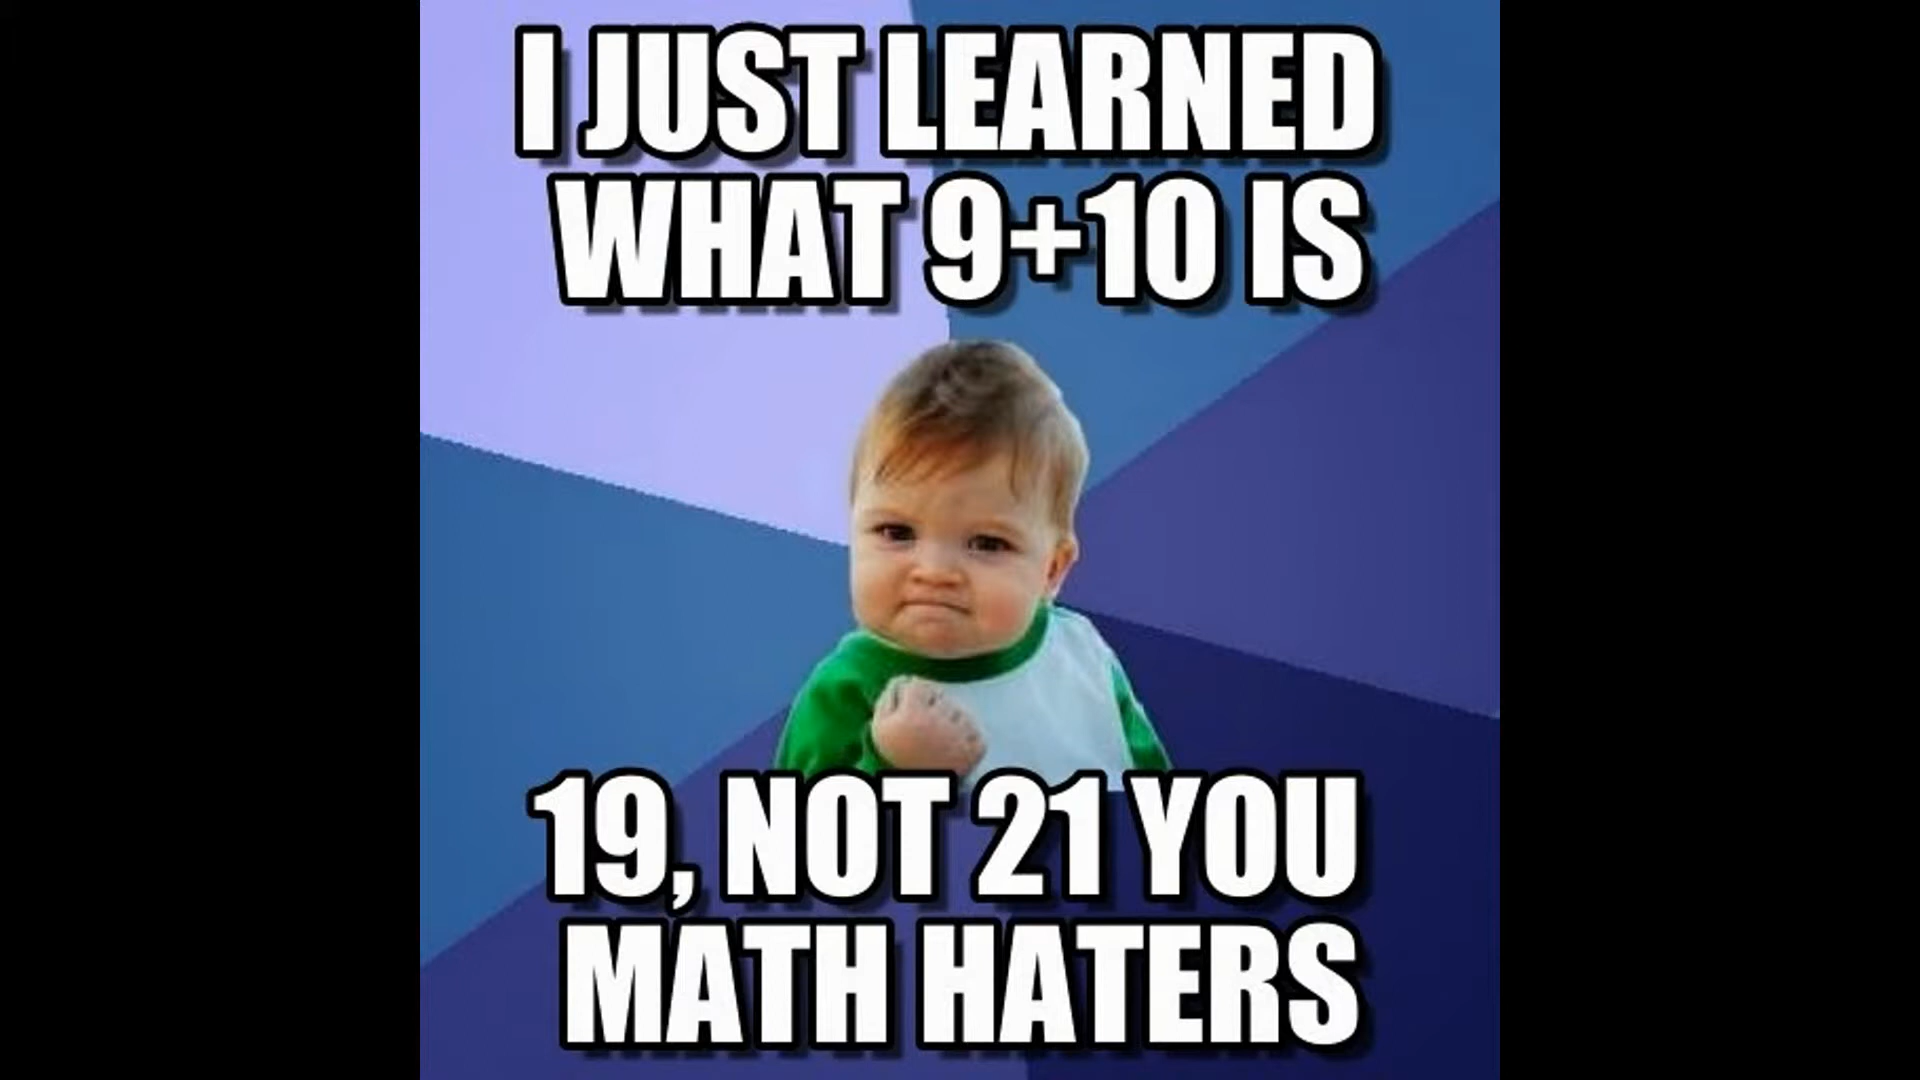 I JUST LEARNED
WHAT 9+10 IS
19, NOT 21 YOU
MATH HATERS